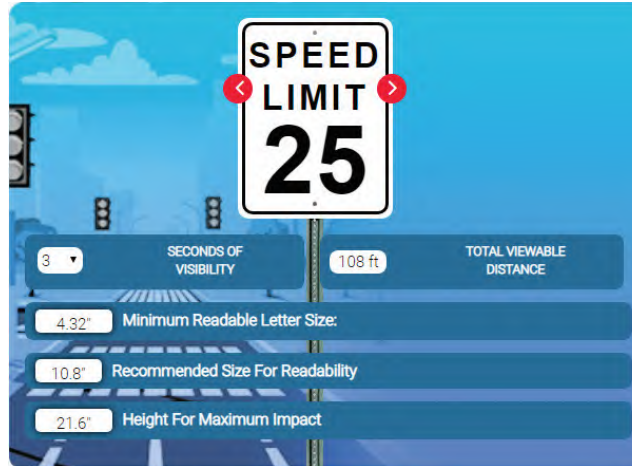 SPEED
LIMIT
25
3
SECONDS OF
VISIBILITY
108 ft
TOTAL VIEWABLE
DISTANCE
4.32" Minimum Readable Letter Size:
10.8" Recommended Size For Readability
21.6" Height For Maximum Impact